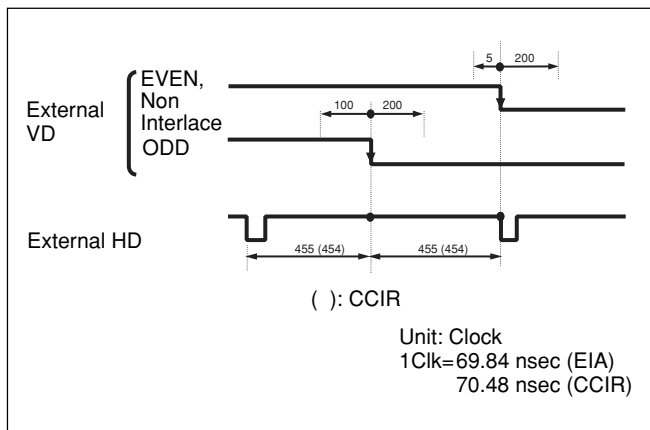 5 200
EVEN,
Non
Interlace
ODD
External
VD
100 200
External HD
455 (454) 455 (454)
( ): CCIR
Unit: Clock
1Clk=69.84 nsec (EIA)
70.48 nsec (CCIR)